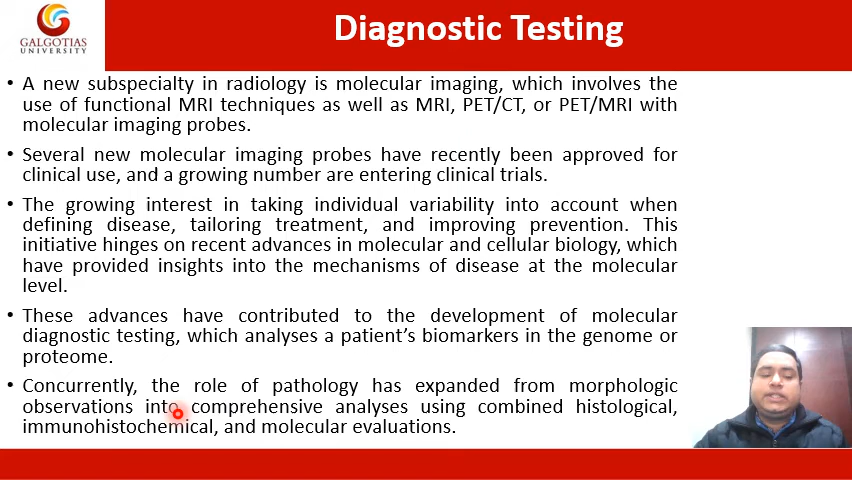 GALGOTIAS
UNIVERSITY
Diagnostic Testing
• A new subspecialty in radiology is molecular imaging, which involves the
use of functional MRI techniques as well as MRI, PET/CT, or PET/MRI with
molecular imaging probes.
• Several new molecular imaging probes have recently been approved for
clinical use, and a growing number are entering clinical trials.
• The growing interest in taking individual variability into account when
defining disease, tailoring treatment, and improving prevention. This
initiative hinges on recent advances in molecular and cellular biology, which
have provided insights into the mechanisms of disease at the molecular
level.
• These advances have contributed to the development of molecular
diagnostic testing, which analyses a patient’s biomarkers in the genome or
proteome.
• Concurrently, the role of pathology has expanded from morphologic
observations into comprehensive analyses using combined histological,
immunohistochemical, and molecular evaluations.